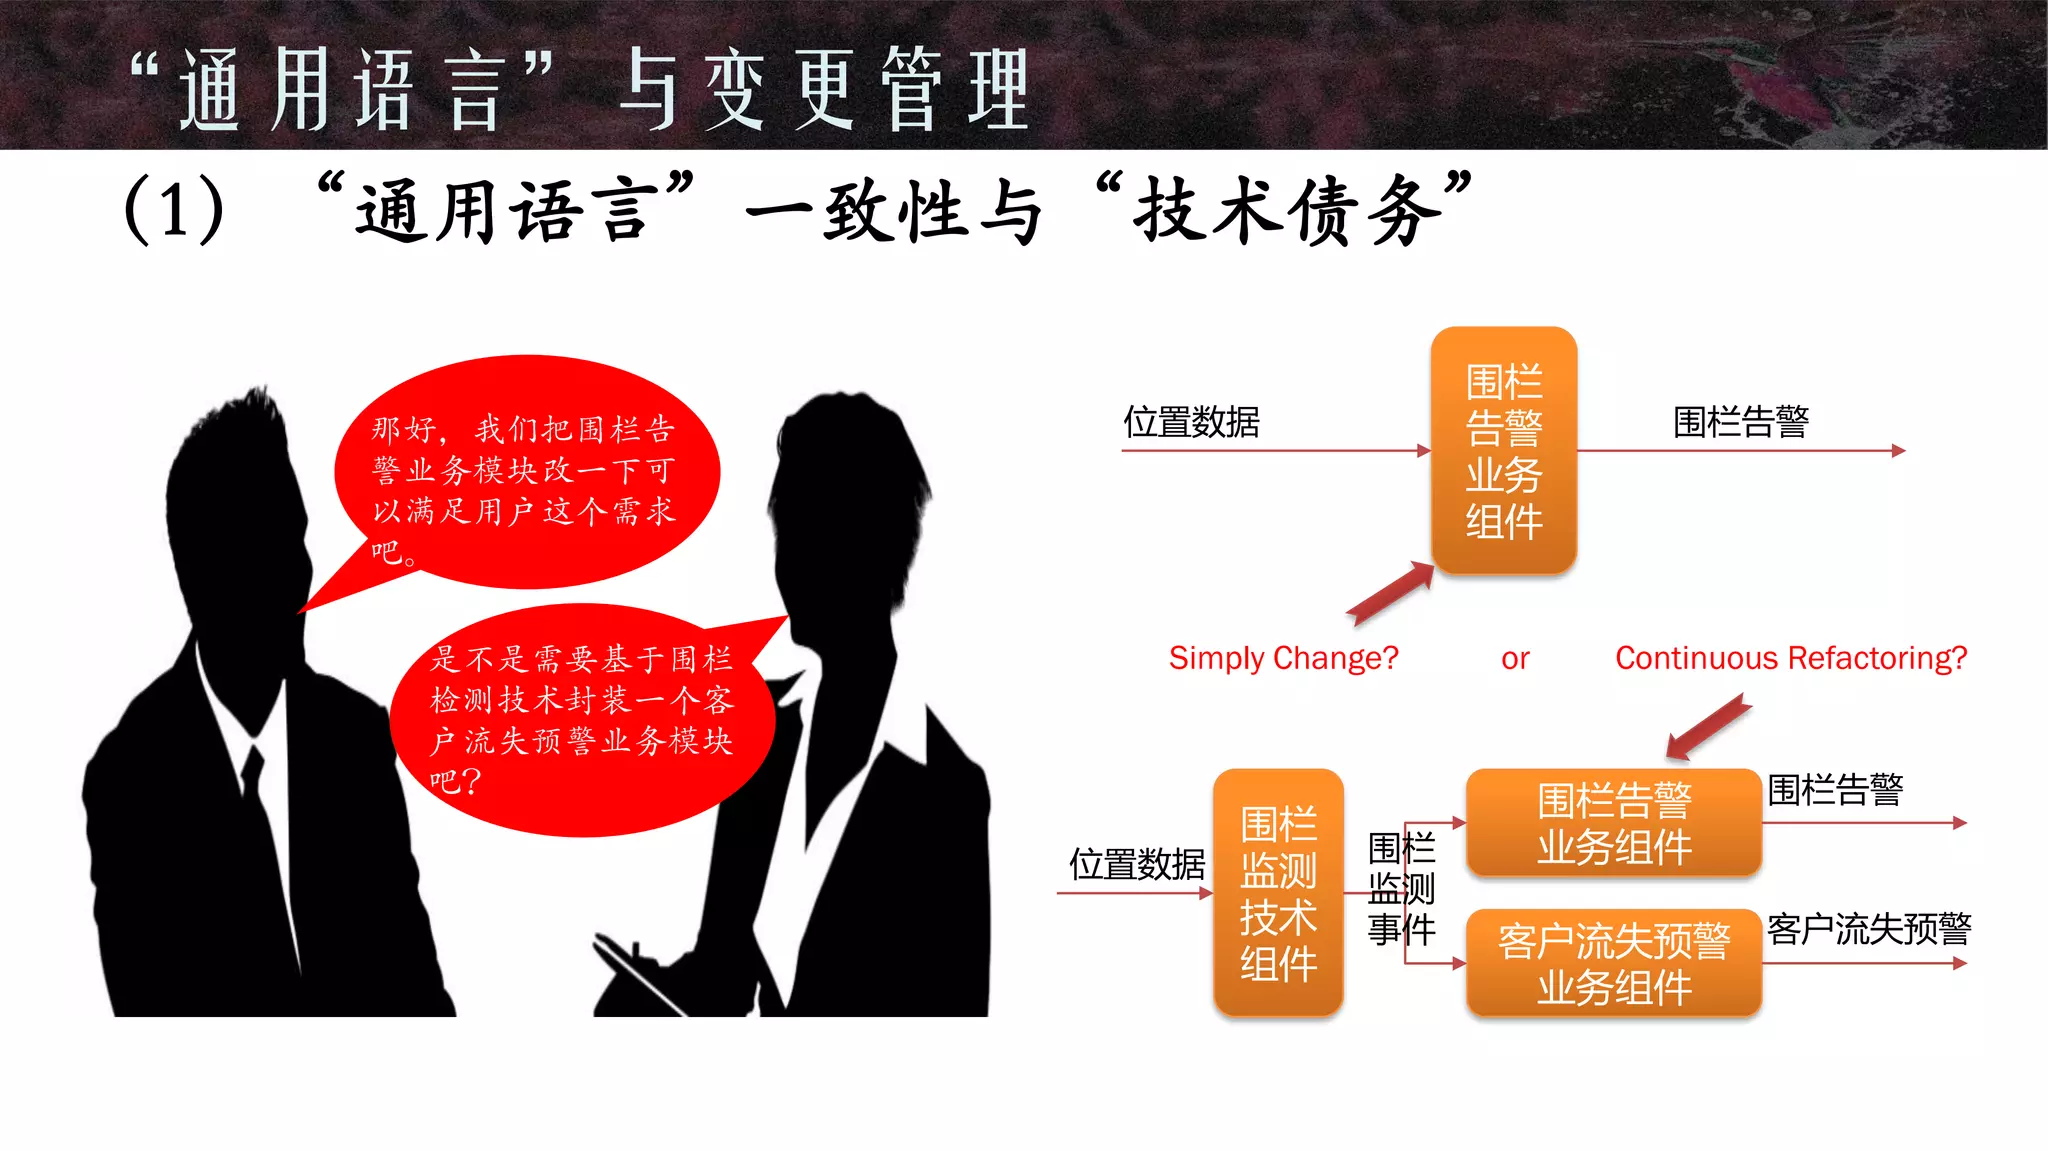 “通用语言”与变更管理
(1) “通用语言”一致性与“技术债务”
那好，我们把围栏告
警业务模块改一下可
以满足用户这个需求
吧。
是不是需要基于围栏
检测技术封装一个客
户流失预警业务模块
吧？
位置数据
围栏
告警
业务
组件
围栏告警
Simply Change?
or
Continuous Refactoring?
位置数据
围栏
监测
技术
组件
围栏
监测
事件
围栏告警
业务组件
围栏告警
客户流失预警
业务组件
客户流失预警